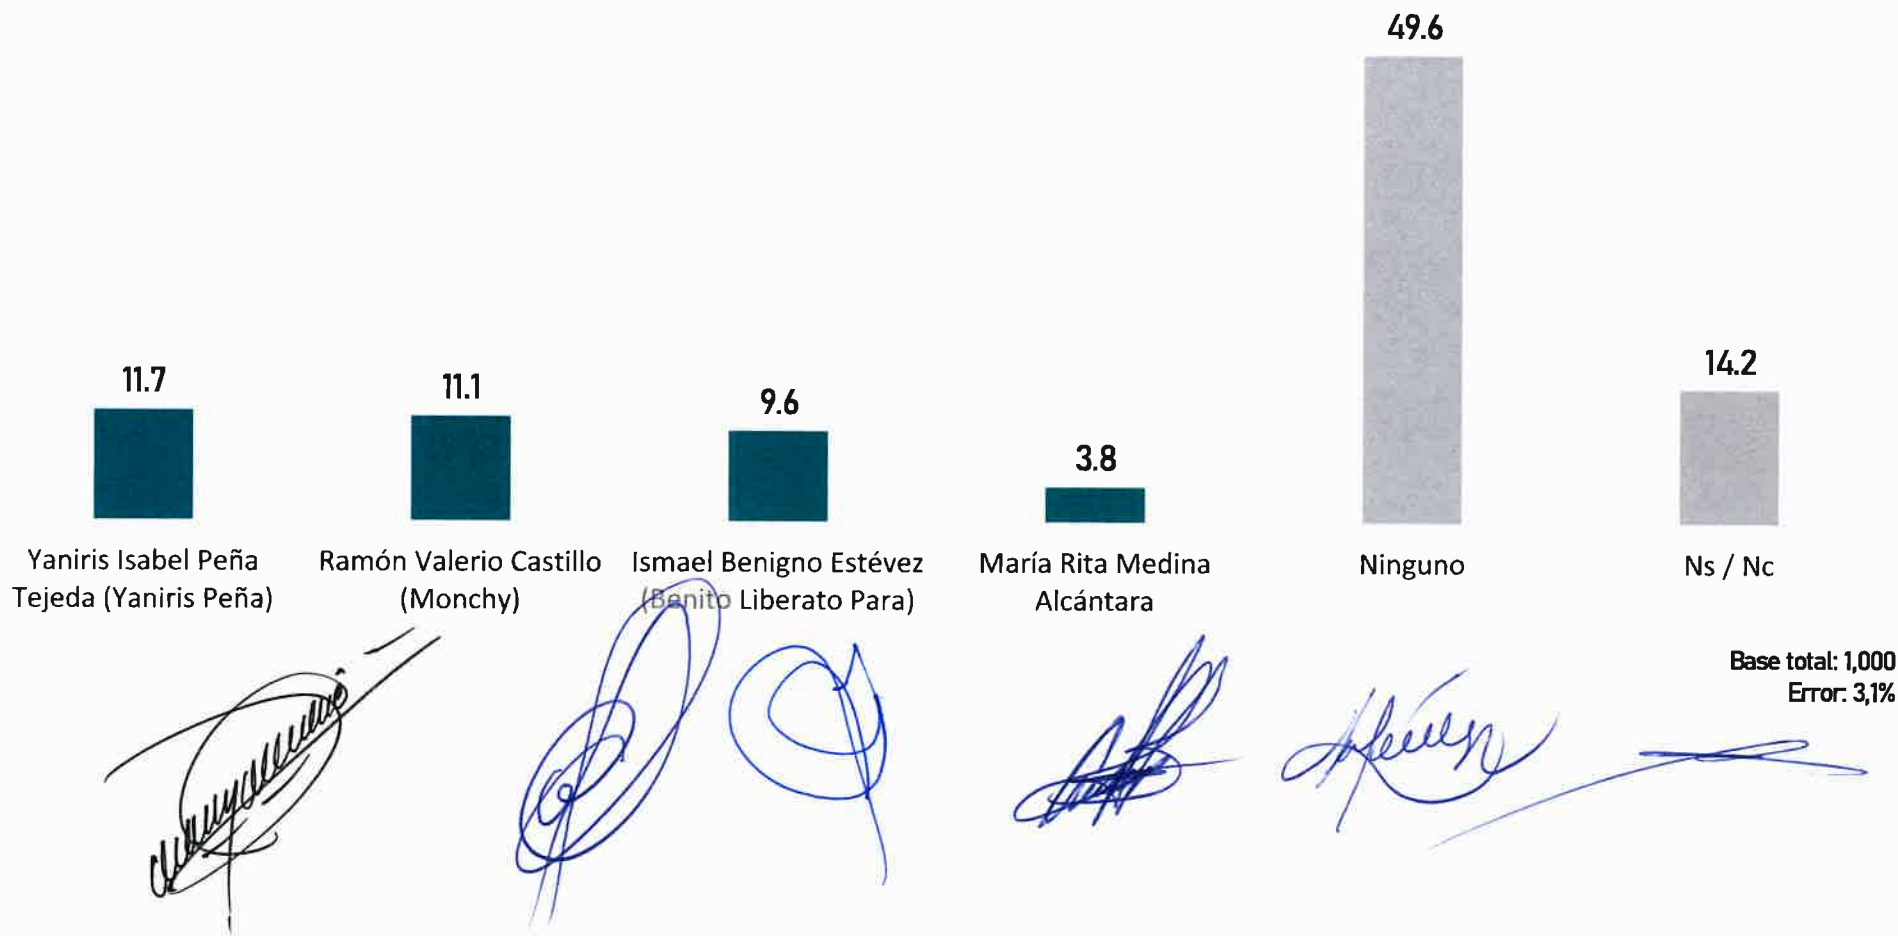 49.6
14.2
11.7
11.1
9.6
3.8
Yaniris Isabel Peña
Tejeda (Yaniris Peña)
Ramón Valerio Castillo
(Monchy)
Ismael Benigno Estévez
(Benito Liberato Para)
María Rita Medina
Alcántara
Ninguno
Ns / Nc
Base total: 1,000
Error: 3,1%